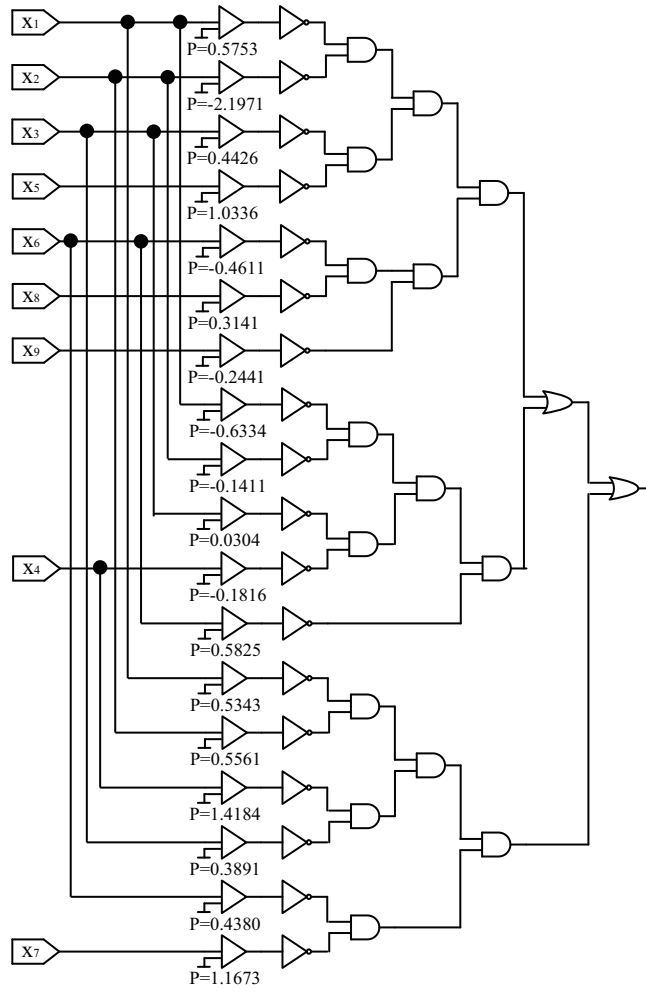 X1
P=0.5753
X2
P=-2.1971
X3
P=0.4426
X5
P=1.0336
X6
P=-0.4611
X8
P=0.3141
X9
P=-0.2441
P=-0.6334
P=-0.1411
P=0.0304
X4
P=-0.1816
P=0.5825
P=0.5343
P=0.5561
P=1.4184
P=0.3891
P=0.4380
X7
P=1.1673